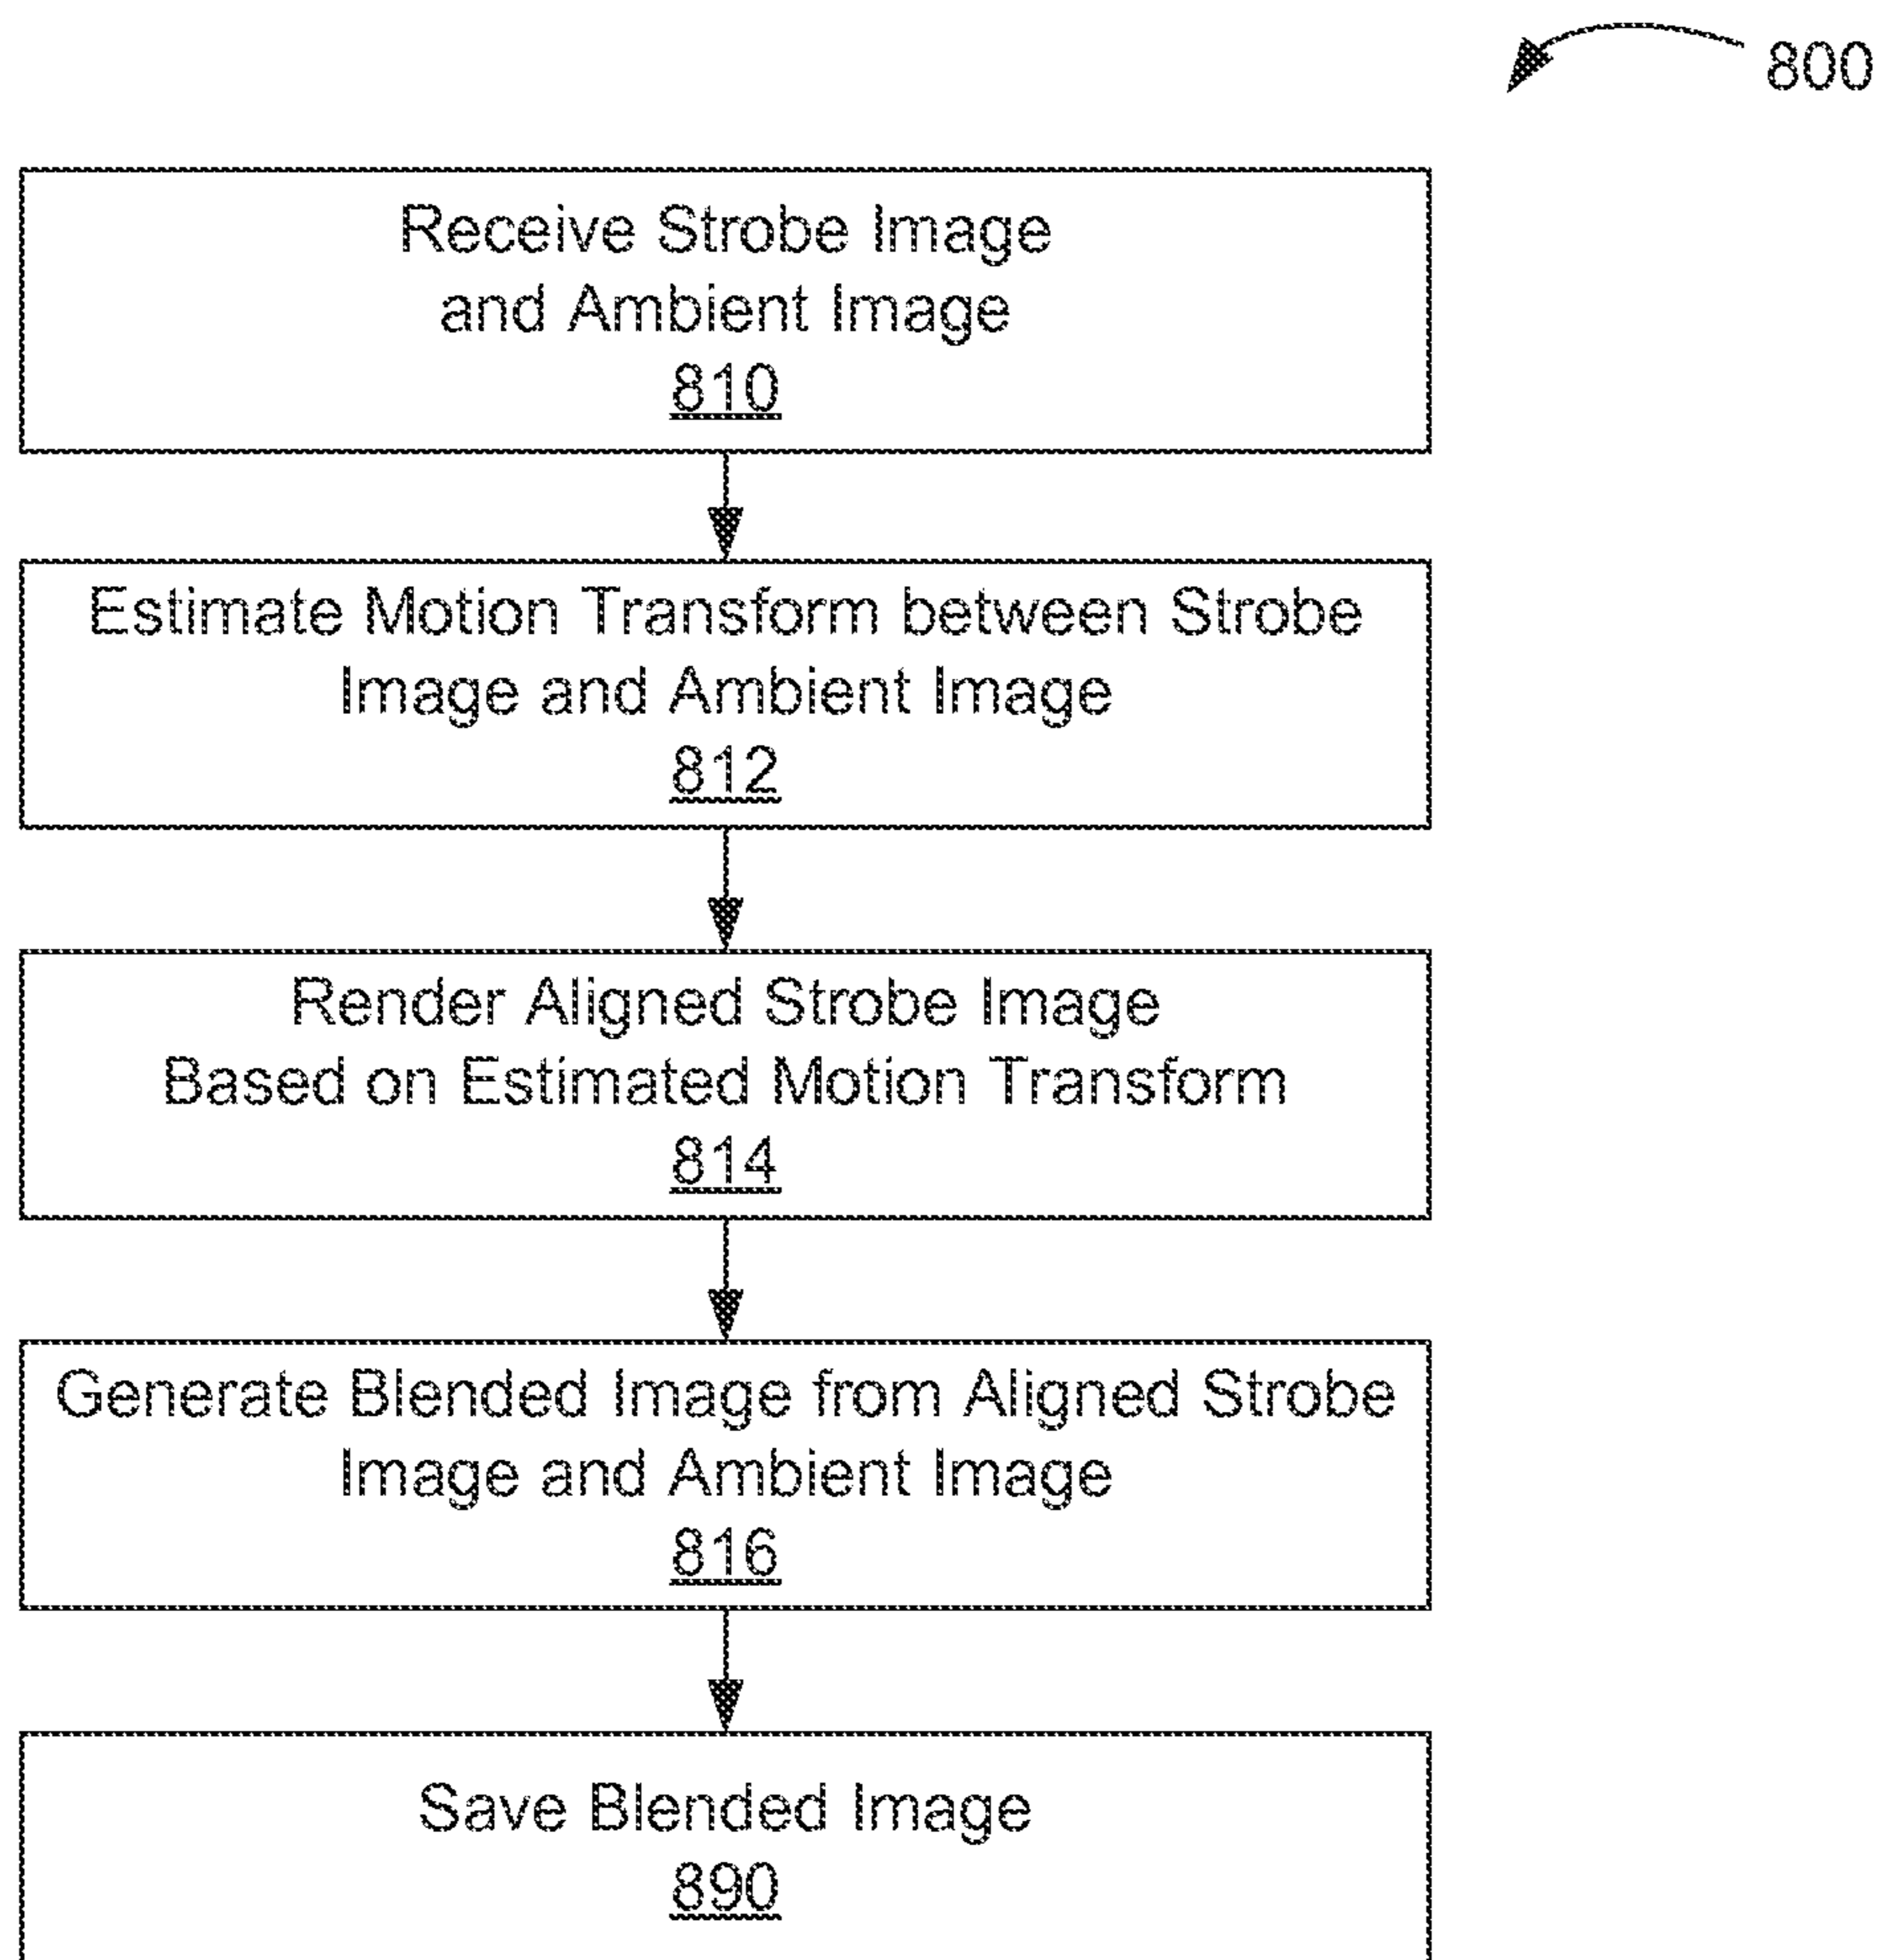 800
Receive Strobe Image
and Ambient Image
810
Estimate Motion Transform between Strobe
Image and Ambient Image
812
Render Aligned Strobe Image
Based on Estimated Motion Transform
814
Generate Blended Image from Aligned Strobe
Image and Ambient Image
816
Save Blended Image
890